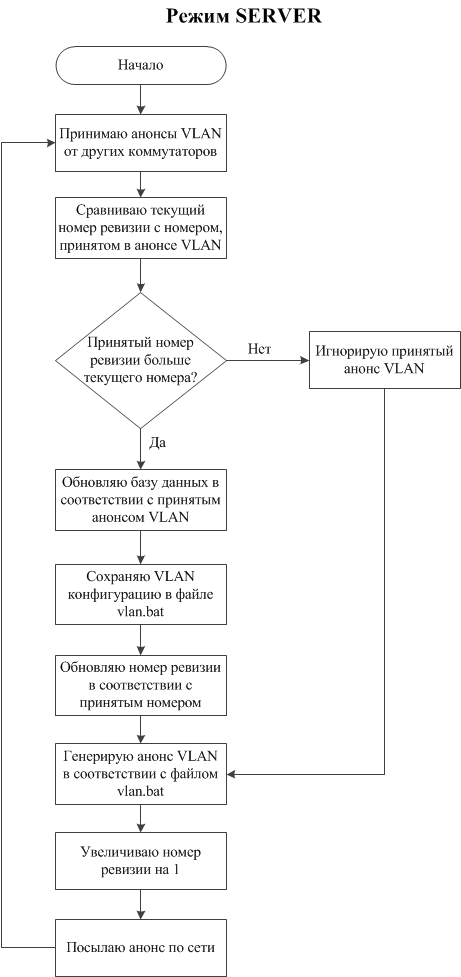 Режим SERVER
Начало
Принимаю анонсы VLAN
от других коммутаторов
Сравниваю текущий
номер ревизии с номером,
принятом в анонсе VLAN
Принятый номер
ревизии больше
текущего номера?
Нет
Игнорирую принятый
анонс VLAN
Да
Обновляю базу данных в
соответствии с принятым
анонсом VLAN
Сохраняю VLAN
конфигурацию в файле
vlan.bat
Обновляю номер ревизии
в соответствии с
принятым номером
Генерирую анонс VLAN
в соответствии с файлом
vlan.bat
Увеличиваю номер
ревизии на 1
Посылаю анонс по сети